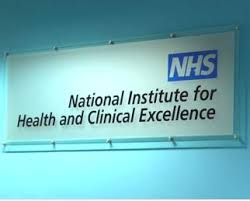 NHS
National Institute for
Health and Clinical Excellence